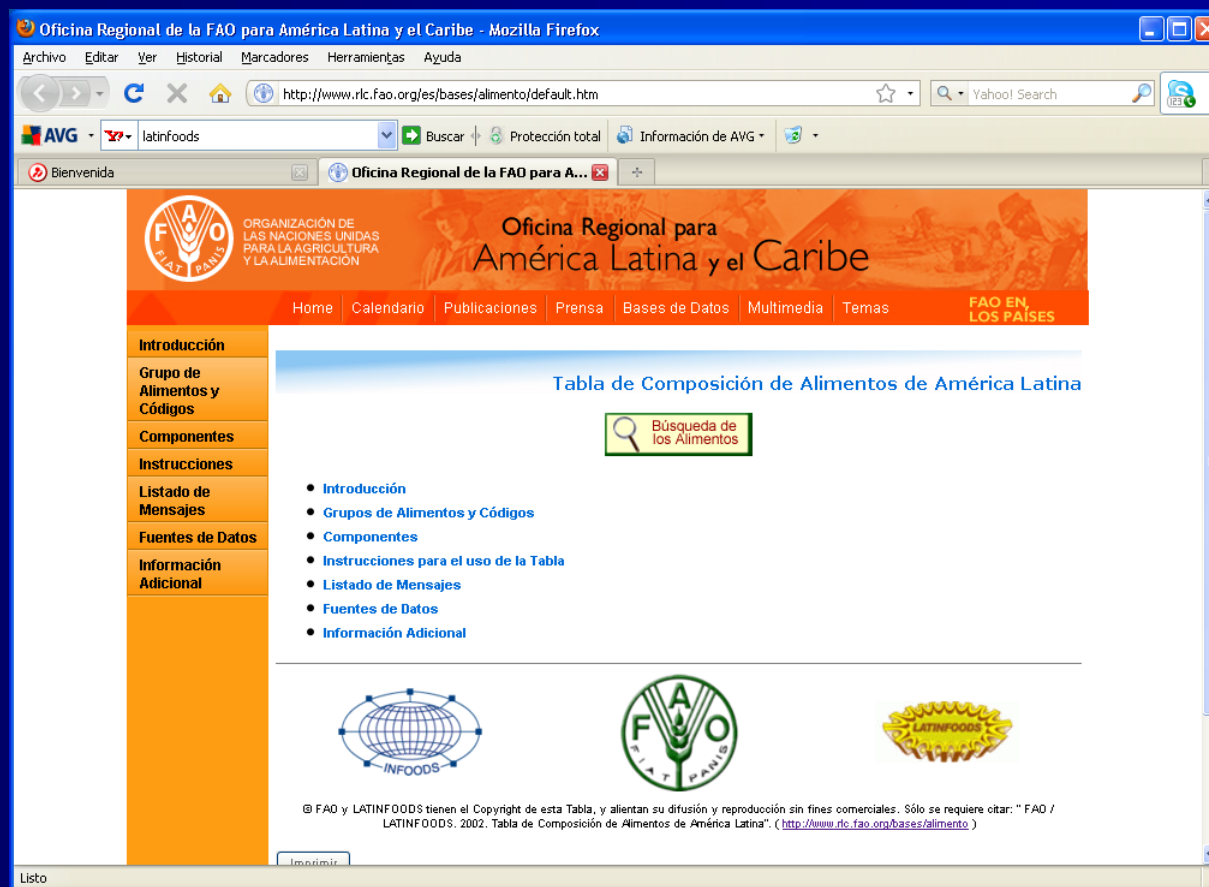 Oficina Regional de la FAO para América Latina y el Caribe - Mozilla Firefox
Archivo Editar Ver Historial Marcadores Herramientas Ayuda
http://www.rlc.fao.org/es/bases/alimento/default.htm
Yahoo! Search
123
AVG
Y?
latinfoods
Buscar
Protección total
Información de AVG
Bienvenida
Oficina Regional de la FAO para A...
FAO
FIAT PANIS
ORGANIZACIÓN DE
LAS NACIONES UNIDAS
PARA LA AGRICULTURA
Y LA ALIMENTACIÓN
Oficina Regional para
América Latina y el Caribe
Home Calendario Publicaciones Prensa Bases de Datos Multimedia Temas
FAO EN
LOS PAÍSES
Introducción
Grupo de
Alimentos y
Códigos
Componentes
Instrucciones
Listado de
Mensajes
Fuentes de Datos
Información
Adicional
Tabla de Composición de Alimentos de América Latina
Búsqueda de
los Alimentos
Introducción
Grupos de Alimentos y Códigos
Componentes
Instrucciones para el uso de la Tabla
Listado de Mensajes
Fuentes de Datos
Información Adicional
INFOODS
FAO
FIAT PANIS
LATINFOODS
© FAO y LATINFOODS tienen el Copyright de esta Tabla, y alientan su difusión y reproducción sin fines comerciales. Sólo se requiere citar: " FAO /
LATINFOODS. 2002. Tabla de Composición de Alimentos de América Latina". ( http://www.rlc.fao.org/bases/alimento )
Imprimir
Listo